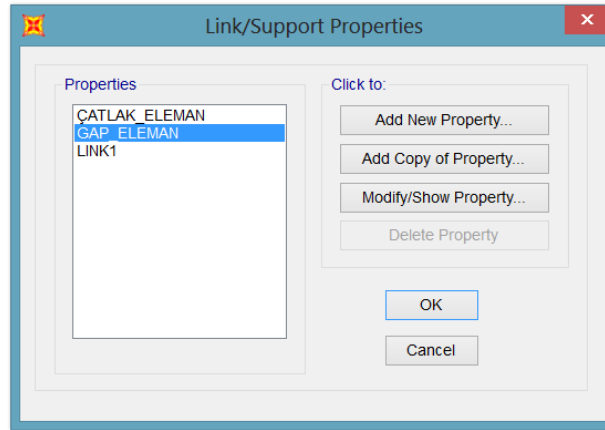 Link/Support Properties
Properties
ÇATLAK_ELEMAN
GAP_ELEMAN
LINK1
Click to:
Add New Property...
Add Copy of Property...
Modify/Show Property...
Delete Property
OK
Cancel